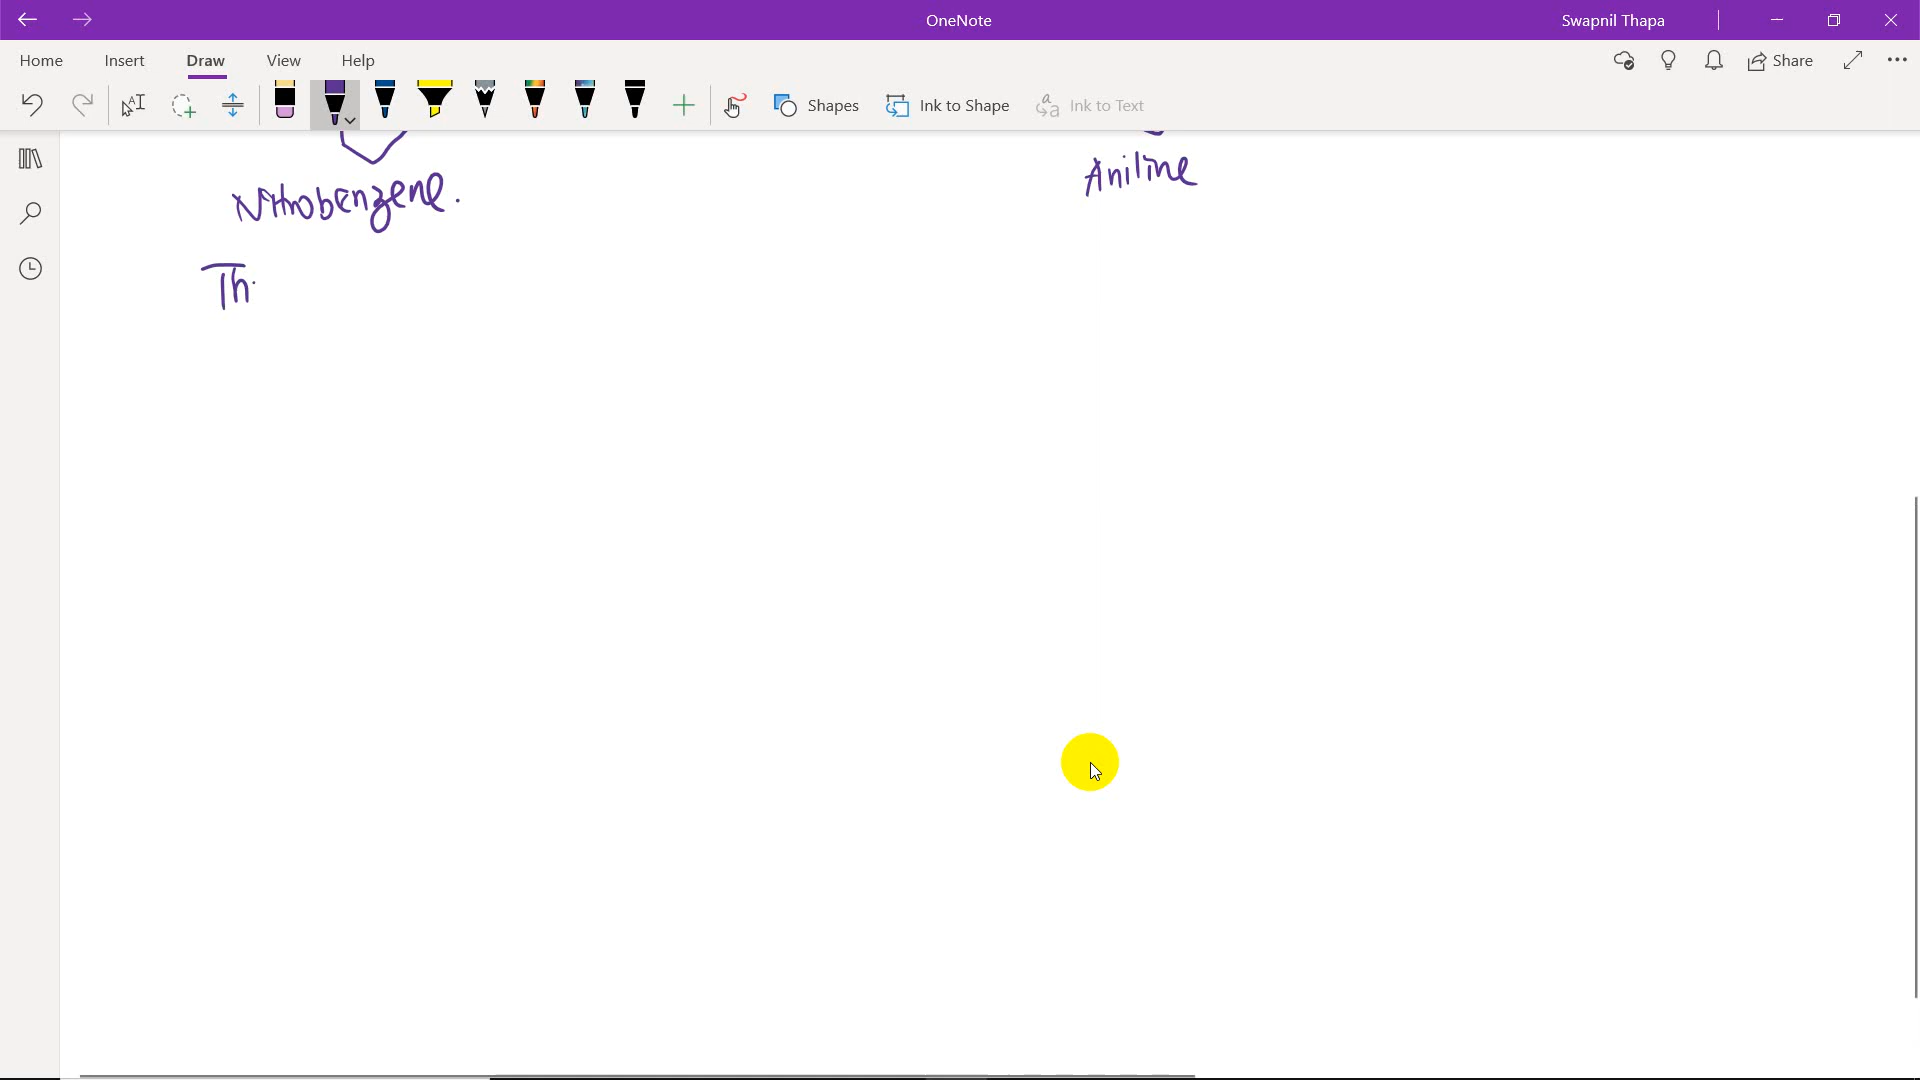 OneNote
Swapnil Thapa
Home Insert Draw View Help
Share
Shapes Ink to Shape Ink to Text
Aniline
Nitrobenzene.
Th